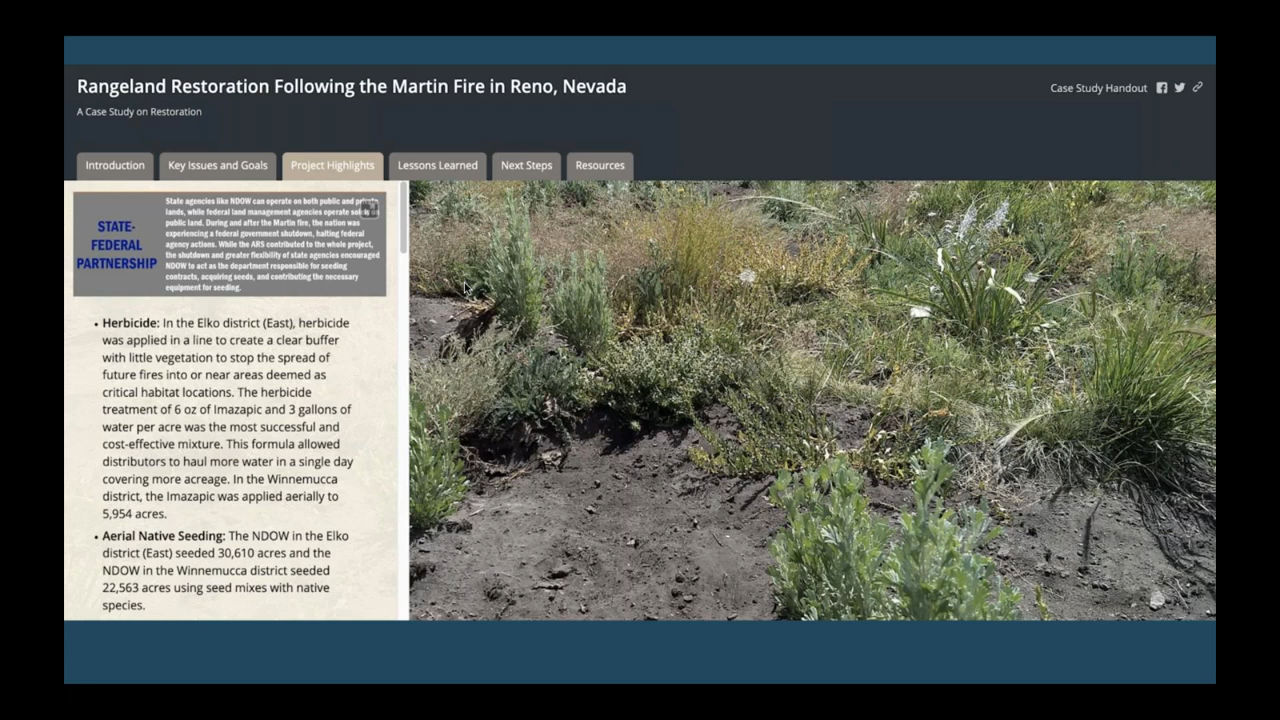 Rangeland Restoration Following the Martin Fire in Reno, Nevada
Case Study Handout
A Case Study on Restoration
Introduction
Key Issues and Goals
Project Highlights
Lessons Learned
Next Steps
Resources
STATE-
FEDERAL
PARTNERSHIP
State agencies like NDOW can operate on both public and private
lands, while federal land management agencies operate solely on
public land. During and after the Martin fire, the nation was
experiencing a federal government shutdown, halting federal
agency actions. While the ARS contributed to the whole project,
the shutdown and greater flexibility of state agencies encouraged
NDOW to act as the department responsible for seeding
contracts, acquiring seeds, and contributing the necessary
equipment for seeding.
• Herbicide: In the Elko district (East), herbicide
was applied in a line to create a clear buffer
with little vegetation to stop the spread of
future fires into or near areas deemed as
critical habitat locations. The herbicide
treatment of 6 oz of Imazapic and 3 gallons of
water per acre was the most successful and
cost-effective mixture. This formula allowed
distributors to haul more water in a single day
covering more acreage. In the Winnemucca
district, the Imazapic was applied aerially to
5,954 acres.
• Aerial Native Seeding: The NDOW in the Elko
district (East) seeded 30,610 acres and the
NDOW in the Winnemucca district seeded
22,563 acres using seed mixes with native
species.